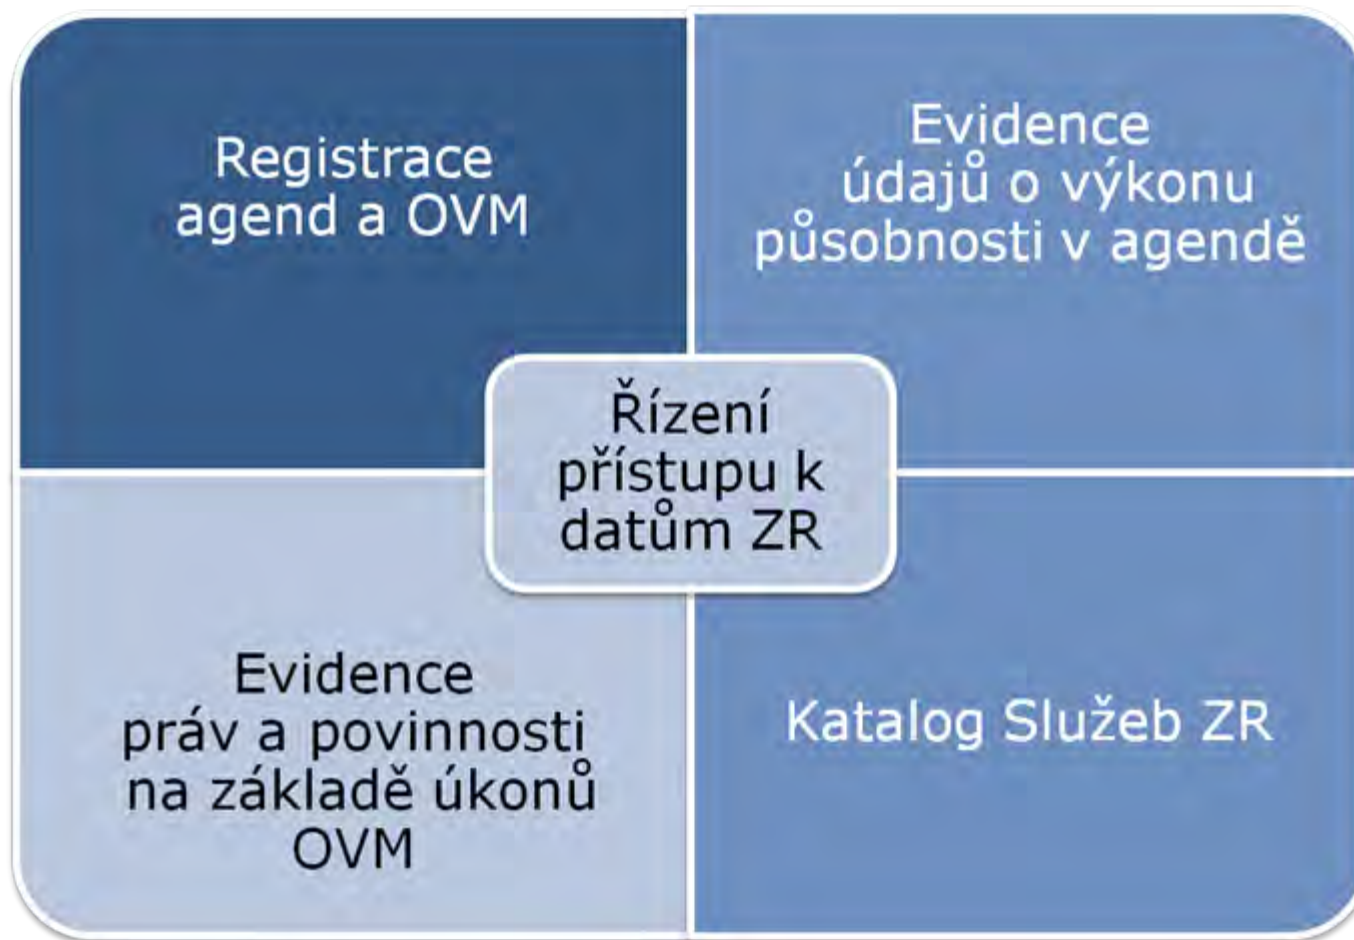 Registrace
agend a OVM
Evidence
údajů o výkonu
působnosti v agendě
Řízení
přístupu k
datům ZR
Evidence
práv a povinnosti
na základě úkonů
OVM
Katalog Služeb ZR